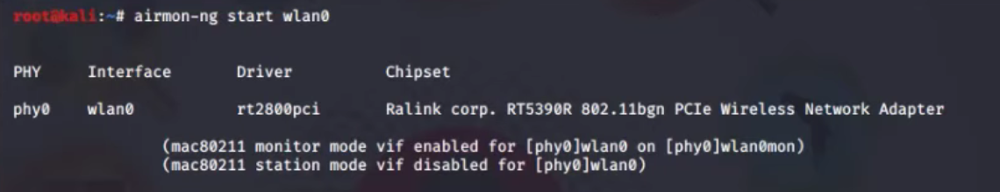 root@kali:~# airmon-ng start wlan0
PHY Interface Driver Chipset
phy0 wlan0 rt2800pci Ralink corp. RT5390R 802.11bgn PCIe Wireless Network Adapter
(mac80211 monitor mode vif enabled for [phy0]wlan0 on [phy0]wlan0mon)
(mac80211 station mode vif disabled for [phy0]wlan0)